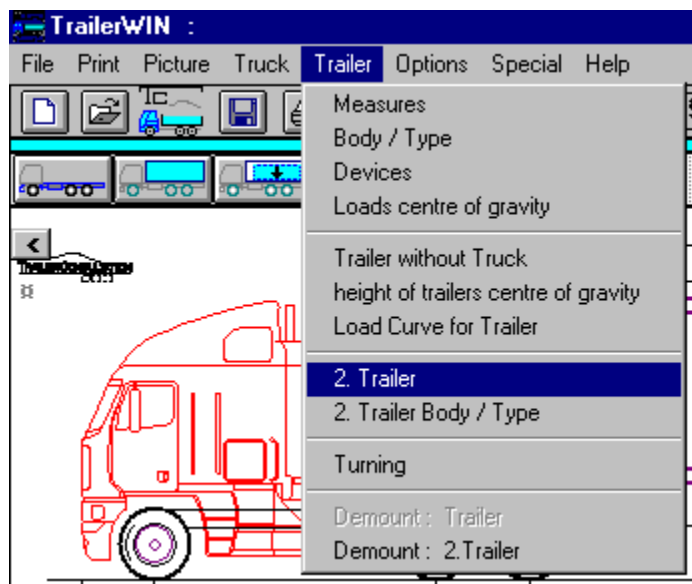 TrailerWIN :
File Print Picture Truck Trailer Options Special Help
Measures
Body / Type
Devices
Loads centre of gravity
Trailer without Truck
height of trailers centre of gravity
Load Curve for Trailer
2. Trailer
2. Trailer Body / Type
Turning
Demount : Trailer
Demount : 2.Trailer
TC
<